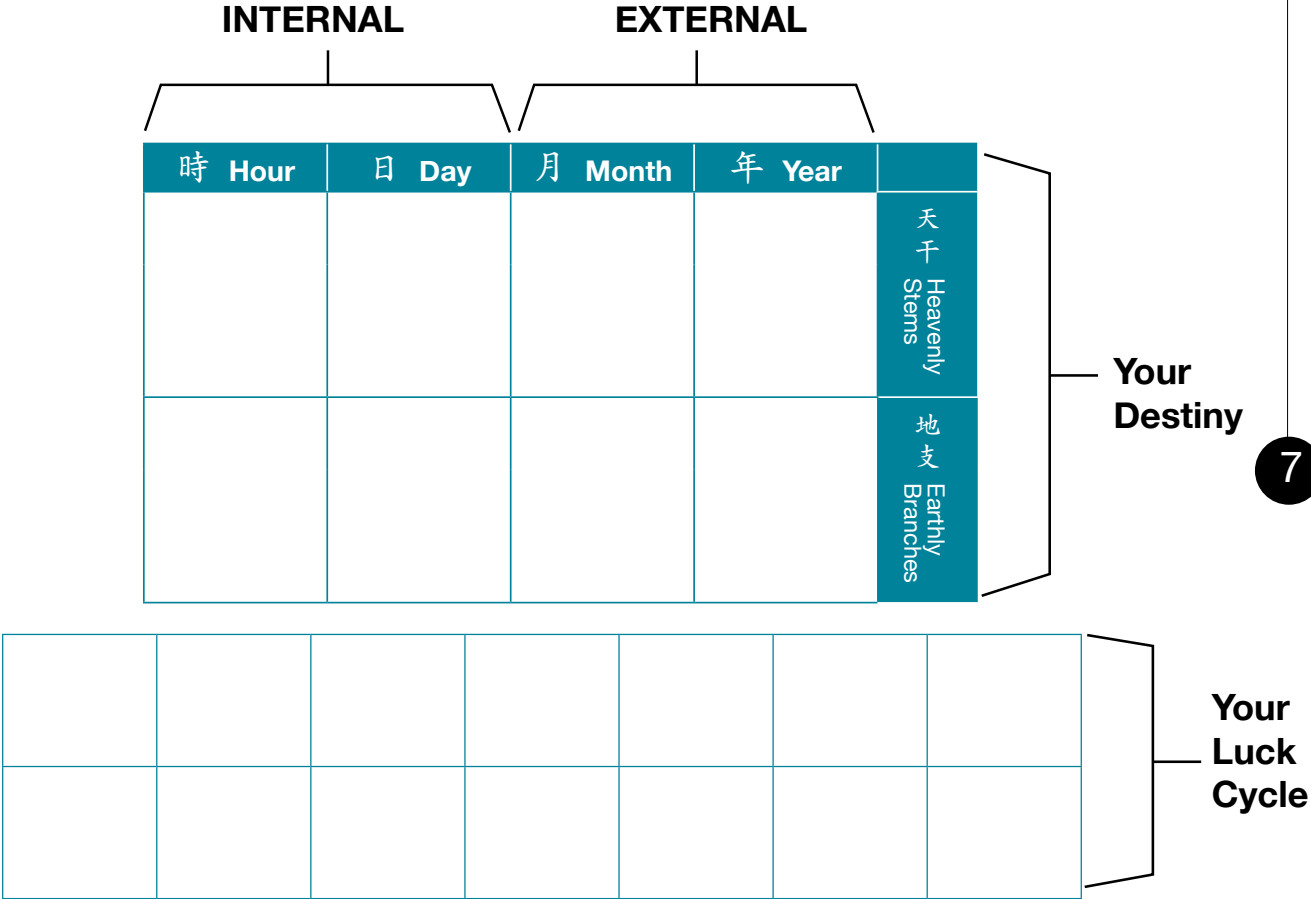 INTERNAL EXTERNAL
時 Hour 日 Day 月 Month 年 Year
天干 Heavenly
Stems
地支 Earthly
Branches
Your
Destiny
7
Your
Luck
Cycle